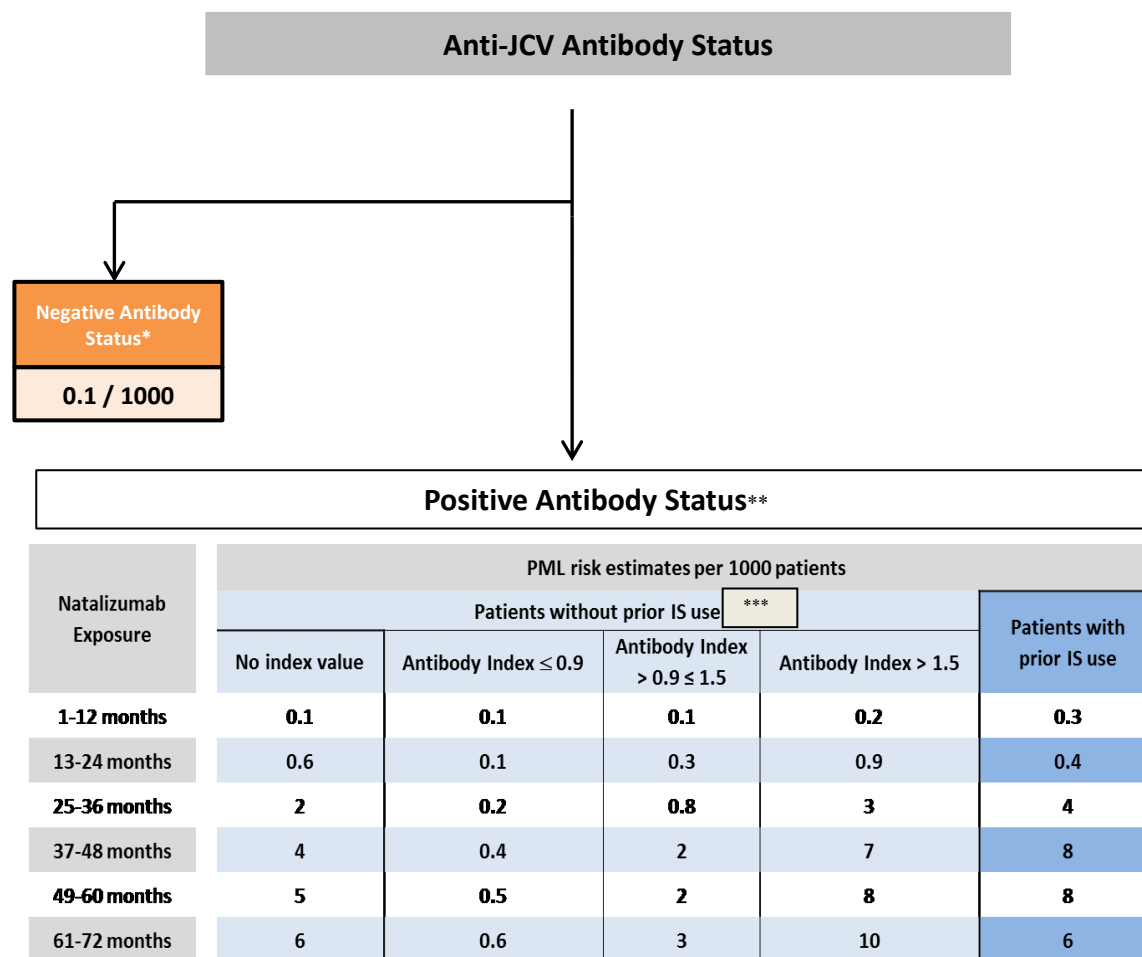 Anti-JCV Antibody Status
Negative Antibody
Status*
0.1 / 1000
Positive Antibody Status**
Natalizumab
Exposure
PML risk estimates per 1000 patients
Patients without prior IS use ***
Patients with
prior IS use
No index value
Antibody Index ≤ 0.9
Antibody Index
> 0.9 ≤ 1.5
Antibody Index > 1.5
1-12 months 0.1 0.1 0.1 0.2 0.3
13-24 months 0.6 0.1 0.3 0.9 0.4
25-36 months 2 0.2 0.8 3 4
37-48 months 4 0.4 2 7 8
49-60 months 5 0.5 2 8 8
61-72 months 6 0.6 3 10 6